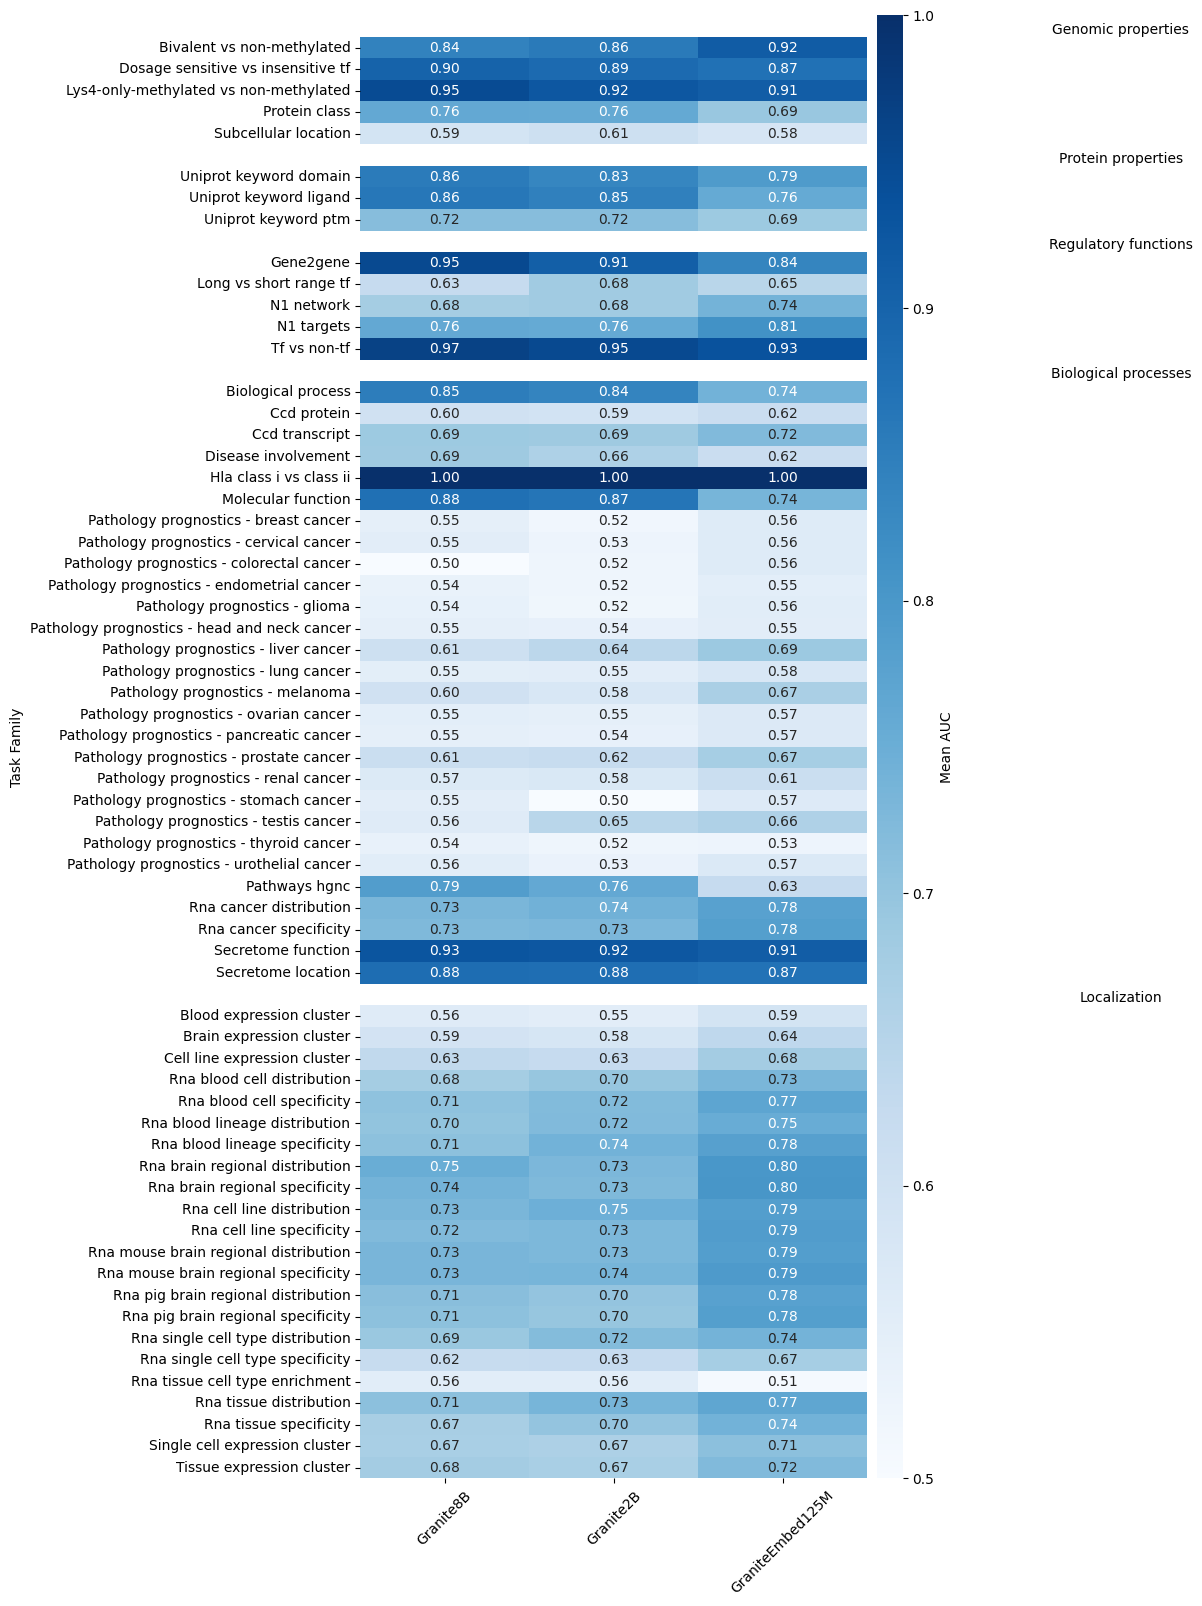 Genomic properties
Bivalent vs non-methylated 0.84 0.86 0.92
Dosage sensitive vs insensitive tf 0.90 0.89 0.87
Lys4-only-methylated vs non-methylated 0.95 0.92 0.91
Protein class 0.76 0.76 0.69
Subcellular location 0.59 0.61 0.58
Protein properties
Uniprot keyword domain 0.86 0.83 0.79
Uniprot keyword ligand 0.86 0.85 0.76
Uniprot keyword ptm 0.72 0.72 0.69
Regulatory functions
Gene2gene 0.95 0.91 0.84
Long vs short range tf 0.63 0.68 0.65
N1 network 0.68 0.68 0.74
N1 targets 0.76 0.76 0.81
Tf vs non-tf 0.97 0.95 0.93
Biological processes
Biological process 0.85 0.84 0.74
Ccd protein 0.60 0.59 0.62
Ccd transcript 0.69 0.69 0.72
Disease involvement 0.69 0.66 0.62
Hla class i vs class ii 1.00 1.00 1.00
Molecular function 0.88 0.87 0.74
Pathology prognostics - breast cancer 0.55 0.52 0.56
Pathology prognostics - cervical cancer 0.55 0.53 0.56
Pathology prognostics - colorectal cancer 0.50 0.52 0.56
Pathology prognostics - endometrial cancer 0.54 0.52 0.55
Pathology prognostics - glioma 0.54 0.52 0.56
Pathology prognostics - head and neck cancer 0.55 0.54 0.55
Pathology prognostics - liver cancer 0.61 0.64 0.69
Pathology prognostics - lung cancer 0.55 0.55 0.58
Pathology prognostics - melanoma 0.60 0.58 0.67
Pathology prognostics - ovarian cancer 0.55 0.55 0.57
Pathology prognostics - pancreatic cancer 0.55 0.54 0.57
Pathology prognostics - prostate cancer 0.61 0.62 0.67
Pathology prognostics - renal cancer 0.57 0.58 0.61
Pathology prognostics - stomach cancer 0.55 0.50 0.57
Pathology prognostics - testis cancer 0.56 0.65 0.66
Pathology prognostics - thyroid cancer 0.54 0.52 0.53
Pathology prognostics - urothelial cancer 0.56 0.53 0.57
Pathways hgnc 0.79 0.76 0.63
Rna cancer distribution 0.73 0.74 0.78
Rna cancer specificity 0.73 0.73 0.78
Secretome function 0.93 0.92 0.91
Secretome location 0.88 0.88 0.87
Localization
Blood expression cluster 0.56 0.55 0.59
Brain expression cluster 0.59 0.58 0.64
Cell line expression cluster 0.63 0.63 0.68
Rna blood cell distribution 0.68 0.70 0.73
Rna blood cell specificity 0.71 0.72 0.77
Rna blood lineage distribution 0.70 0.72 0.75
Rna blood lineage specificity 0.71 0.74 0.78
Rna brain regional distribution 0.75 0.73 0.80
Rna brain regional specificity 0.74 0.73 0.80
Rna cell line distribution 0.73 0.75 0.79
Rna cell line specificity 0.72 0.73 0.79
Rna mouse brain regional distribution 0.73 0.73 0.79
Rna mouse brain regional specificity 0.73 0.74 0.79
Rna pig brain regional distribution 0.71 0.70 0.78
Rna pig brain regional specificity 0.71 0.70 0.78
Rna single cell type distribution 0.69 0.72 0.74
Rna single cell type specificity 0.62 0.63 0.67
Rna tissue cell type enrichment 0.56 0.56 0.51
Rna tissue distribution 0.71 0.73 0.77
Rna tissue specificity 0.67 0.70 0.74
Single cell expression cluster 0.67 0.67 0.71
Tissue expression cluster 0.68 0.67 0.72
Granite8B Granite2B GraniteEmbed125M
Task Family
1.0
0.9
0.8
0.7
0.6
0.5
Mean AUC